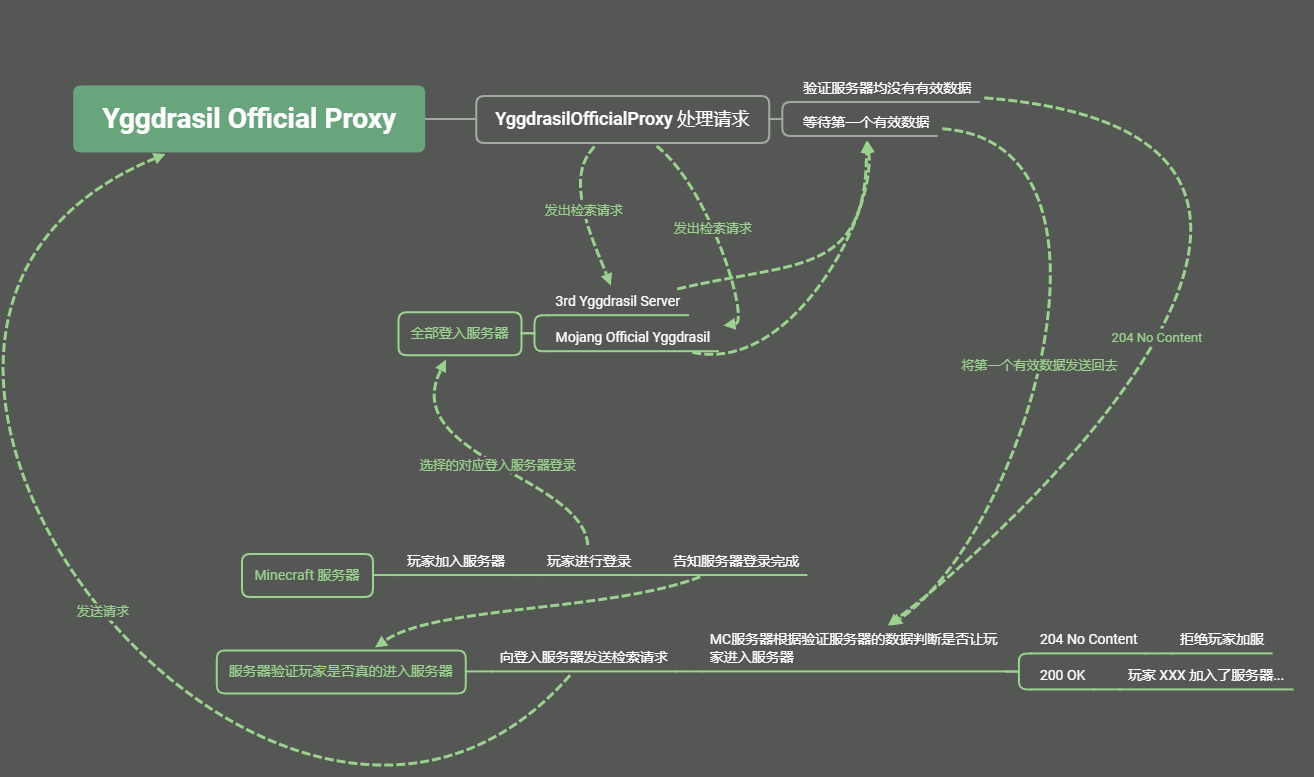 验证服务器均没有有效数据
Yggdrasil Official Proxy
YggdrasilOfficialProxy 处理请求
等待第一个有效数据
发出检索请求
发出检索请求
3rd Yggdrasil Server
全部登入服务器
Mojang Official Yggdrasil
204 No Content
将第一个有效数据发送回去
选择的对应登入服务器登录
玩家加入服务器
玩家进行登录
告知服务器登录完成
Minecraft 服务器
发送请求
MC服务器根据验证服务器的数据判断是否让玩
家进入服务器
204 No Content
拒绝玩家加服
向登入服务器发送检索请求
服务器验证玩家是否真的进入服务器
200 OK
玩家 XXX 加入了服务器...